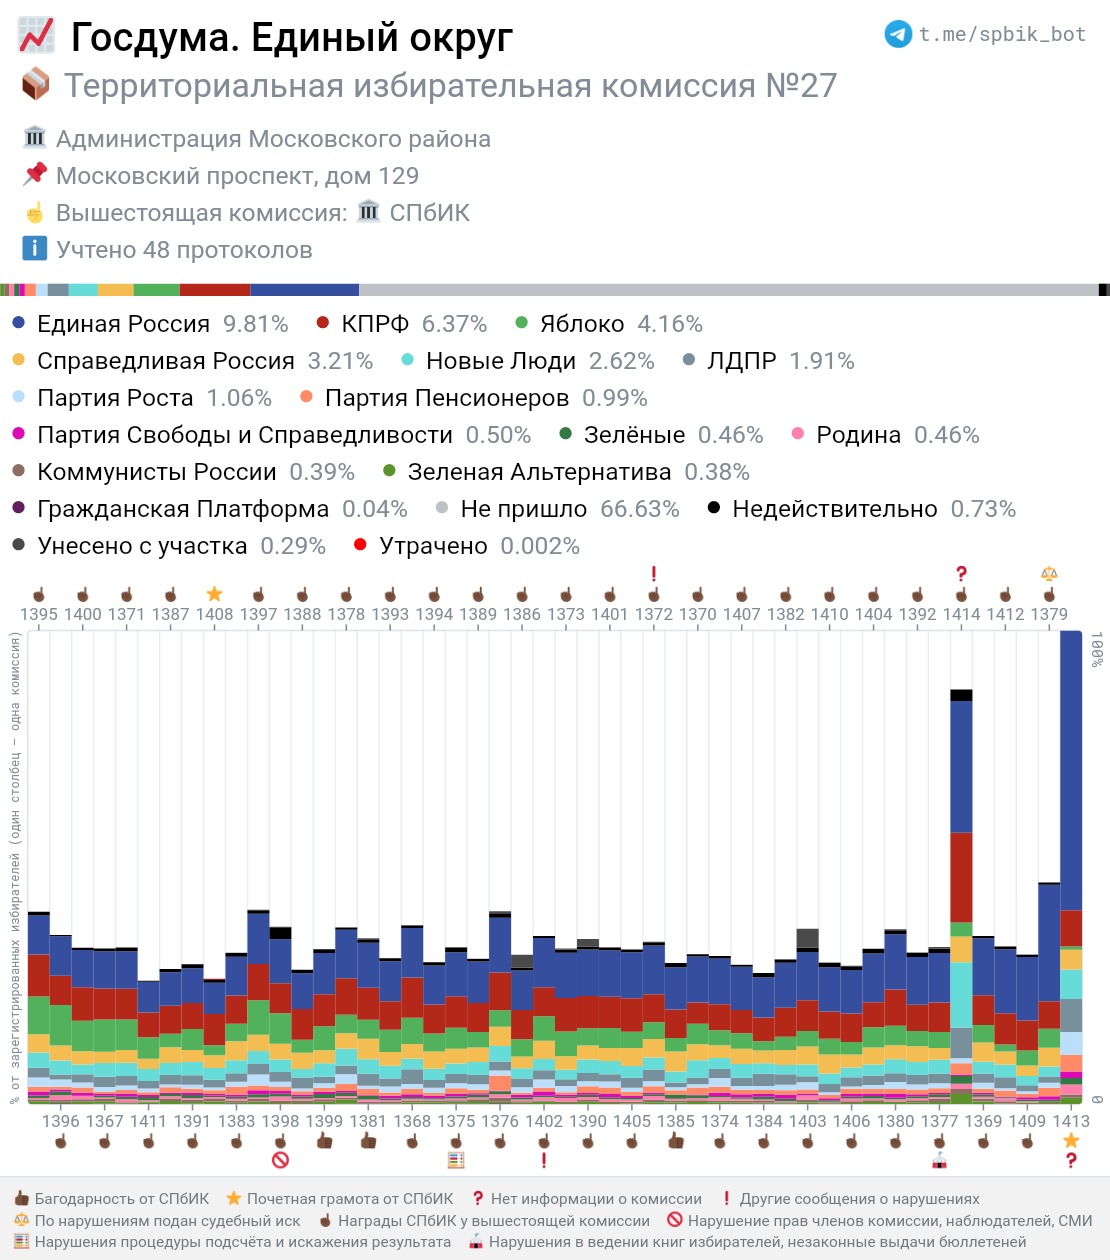 Госдума. Единый округ
t.me/spbik_bot
Территориальная избирательная комиссия №27
Администрация Московского района
Московский проспект, дом 129
Вышестоящая комиссия: СПбИК
Учтено 48 протоколов
Единая Россия 9.81% КПРФ 6.37% Яблоко 4.16%
Справедливая Россия 3.21% Новые Люди 2.62% ЛДПР 1.91%
Партия Роста 1.06% Партия Пенсионеров 0.99%
Партия Свободы и Справедливости 0.50% Зелёные 0.46% Родина 0.46%
Коммунисты России 0.39% Зеленая Альтернатива 0.38%
Гражданская Платформа 0.04% Не пришло 66.63% Недействительно 0.73%
Унесено с участка 0.29% Утрачено 0.002%
1395 1400 1371 1387 1408 1397 1388 1378 1393 1394 1389 1386 1373 1401 1372 1370 1407 1382 1410 1404 1392 1414 1412 1379
% от зарегистрированных избирателей (один столбец – одна комиссия)
100%
0
1396 1367 1411 1391 1383 1398 1399 1381 1368 1375 1376 1402 1390 1405 1385 1374 1384 1403 1406 1380 1377 1369 1409 1413
Багодарность от СПбИК Почетная грамота от СПбИК Нет информации о комиссии Другие сообщения о нарушениях
По нарушениям подан судебный иск Награды СПбИК у вышестоящей комиссии Нарушение прав членов комиссии, наблюдателей, СМИ
Нарушения процедуры подсчёта и искажения результата Нарушения в ведении книг избирателей, незаконные выдачи бюллетеней